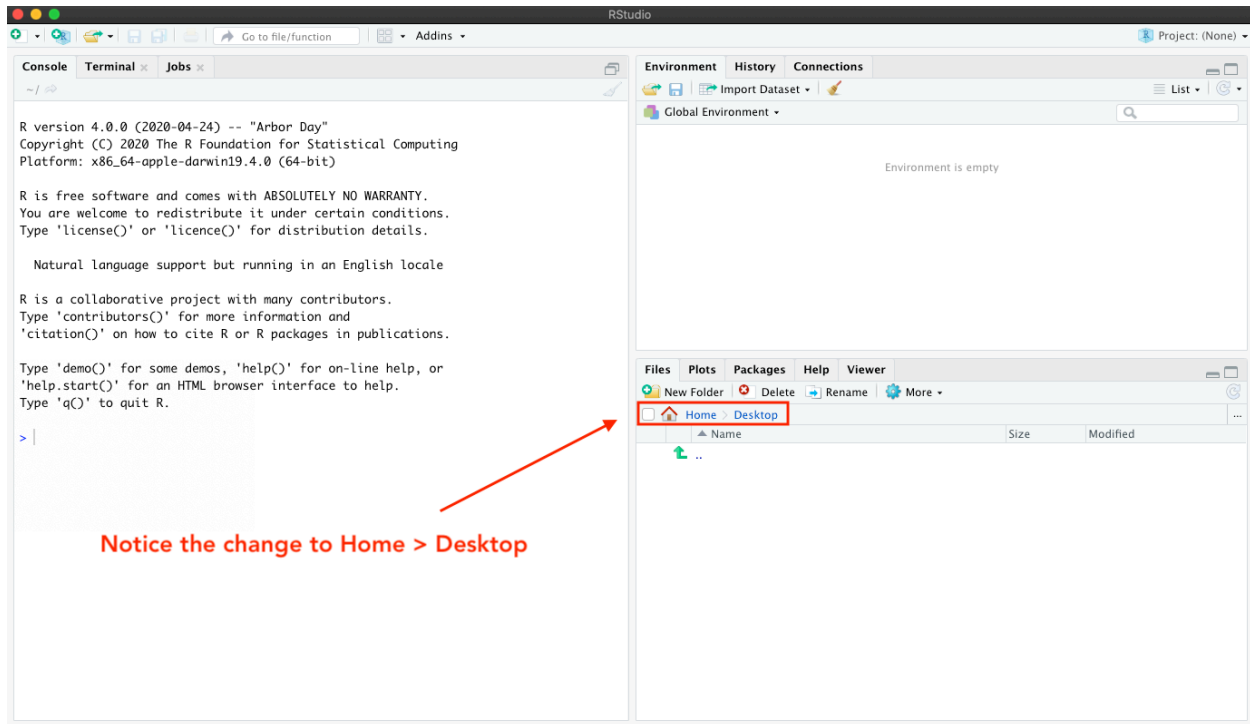 RStudio
Go to file/function
Addins
Project: (None)
Console Terminal Jobs
~/
R version 4.0.0 (2020-04-24) -- "Arbor Day"
Copyright (C) 2020 The R Foundation for Statistical Computing
Platform: x86_64-apple-darwin19.4.0 (64-bit)
R is free software and comes with ABSOLUTELY NO WARRANTY.
You are welcome to redistribute it under certain conditions.
Type 'license()' or 'licence()' for distribution details.
Natural language support but running in an English locale
R is a collaborative project with many contributors.
Type 'contributors()' for more information and
'citation()' on how to cite R or R packages in publications.
Type 'demo()' for some demos, 'help()' for on-line help, or
'help.start()' for an HTML browser interface to help.
Type 'q()' to quit R.
>
Notice the change to Home > Desktop
Environment History Connections
Import Dataset
List
Global Environment
Environment is empty
Files Plots Packages Help Viewer
New Folder Delete Rename More
Home Desktop
...
Name Size Modified
..